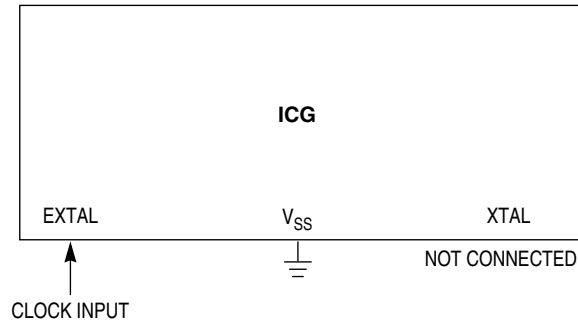 ICG
EXTAL VSS XTAL
NOT CONNECTED
CLOCK INPUT